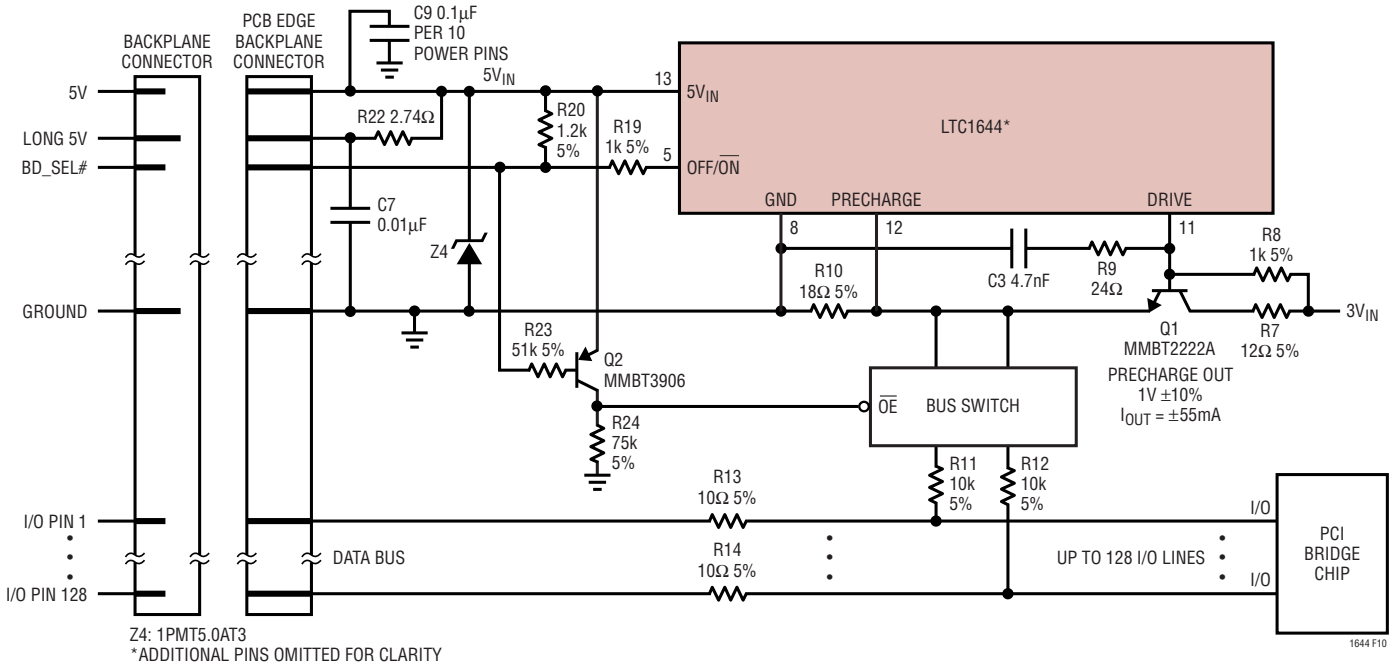 C9 0.1µF
PER 10
POWER PINS
BACKPLANE
CONNECTOR
PCB EDGE
BACKPLANE
CONNECTOR
5V
LONG 5V
BD_SEL#
GROUND
I/O PIN 1
I/O PIN 128
5VIN
R22 2.74Ω
R20
1.2k
5%
R19
1k 5%
C7
0.01µF
Z4
13
5
5VIN
OFF/ON
LTC1644*
GND
PRECHARGE
DRIVE
8
12
11
C3 4.7nF
R9
24Ω
R8
1k 5%
R10
18Ω 5%
R7
12Ω 5%
3VIN
Q1
MMBT2222A
PRECHARGE OUT
1V ±10%
IOUT = ±55mA
R23
51k 5%
Q2
MMBT3906
R24
75k
5%
OE
BUS SWITCH
R11
10k
5%
R12
10k
5%
R13
10Ω 5%
R14
10Ω 5%
DATA BUS
UP TO 128 I/O LINES
I/O
I/O
PCI
BRIDGE
CHIP
Z4: 1PMT5.0AT3
*ADDITIONAL PINS OMITTED FOR CLARITY
1644 F10